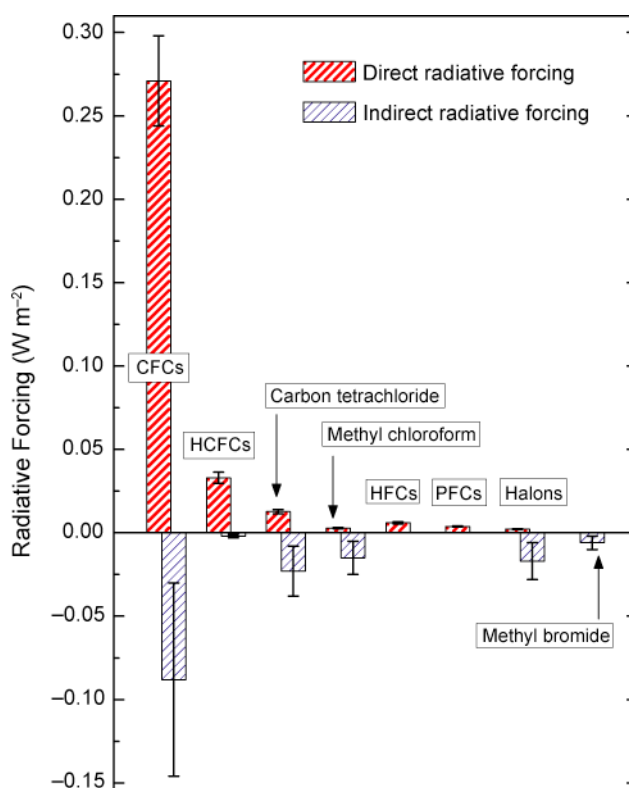 0.30
0.25
0.20
0.15
0.10
0.05
0.00
−0.05
−0.10
−0.15
Radiative Forcing (W m−2)
Direct radiative forcing
Indirect radiative forcing
CFCs
HCFCs
Carbon tetrachloride
Methyl chloroform
HFCs
PFCs
Halons
Methyl bromide